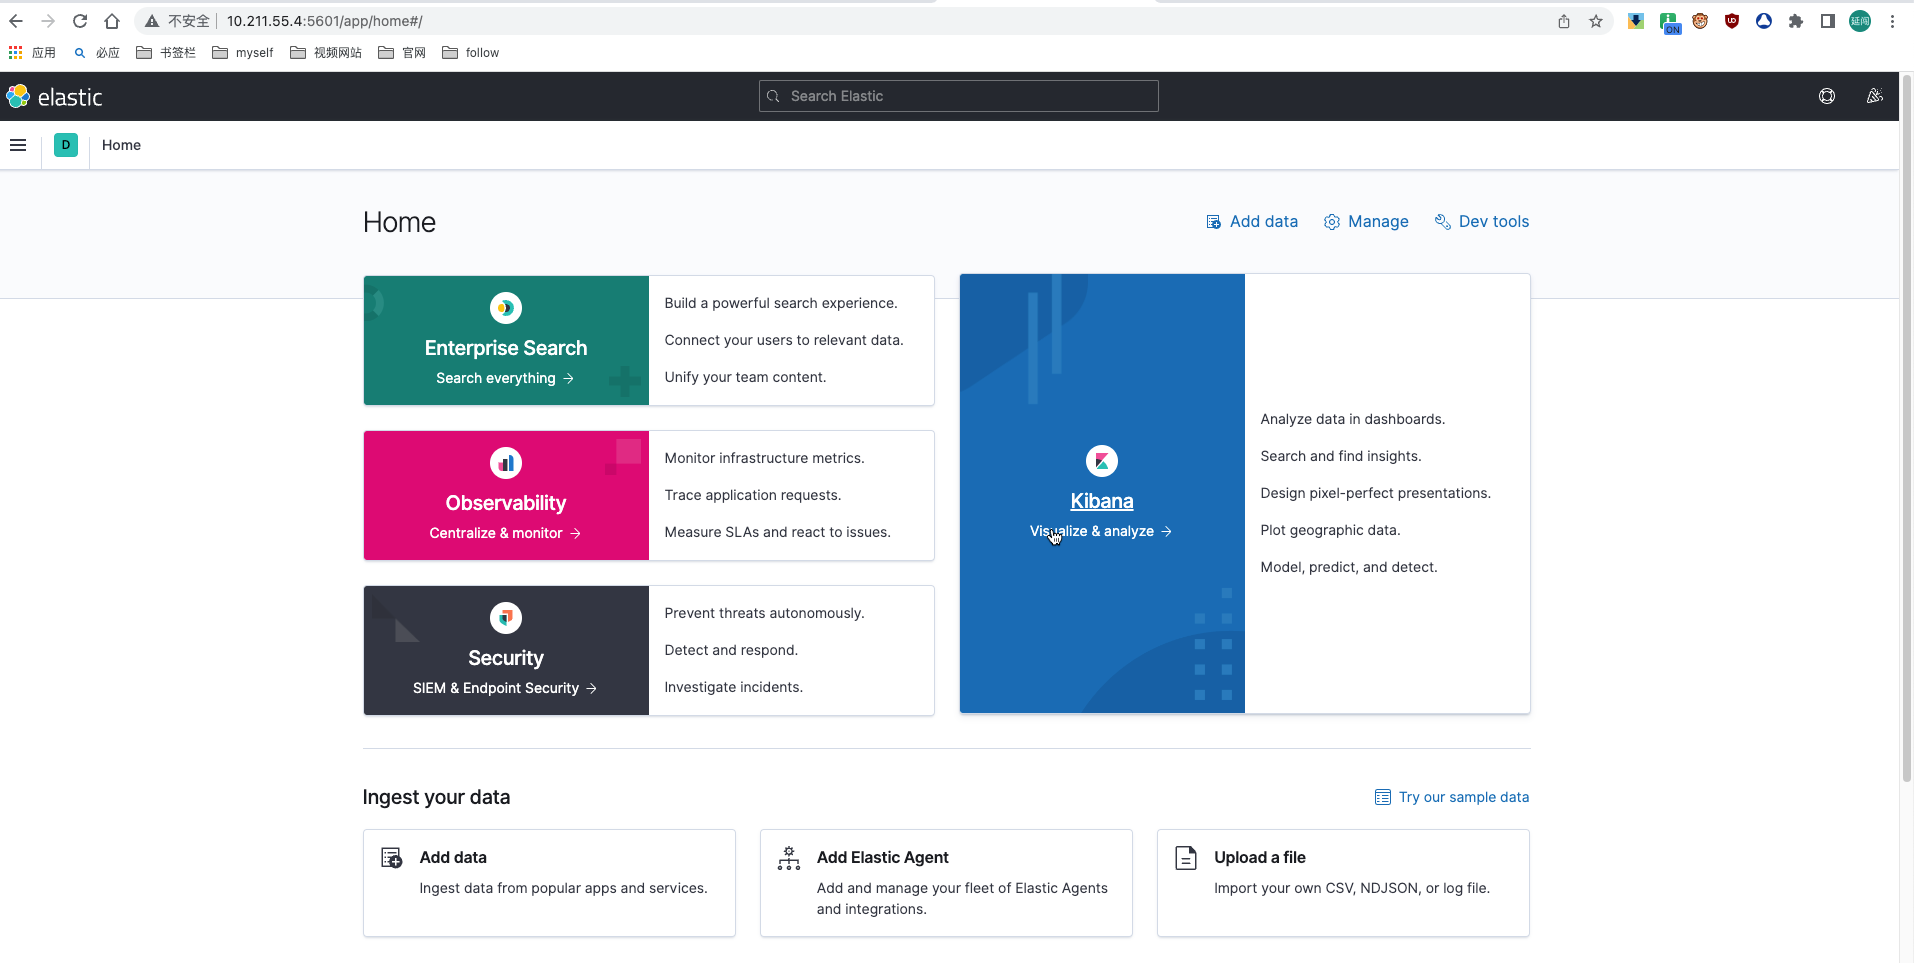 不安全 10.211.55.4:5601/app/home#/
ON
延闯
应用 必应 书签栏 myself 视频网站 官网 follow
elastic Search Elastic
D Home
Home Add data Manage Dev tools
Enterprise Search
Search everything →
Build a powerful search experience.
Connect your users to relevant data.
Unify your team content.
Observability
Centralize & monitor →
Monitor infrastructure metrics.
Trace application requests.
Measure SLAs and react to issues.
Security
SIEM & Endpoint Security →
Prevent threats autonomously.
Detect and respond.
Investigate incidents.
Kibana
Visualize & analyze →
Analyze data in dashboards.
Search and find insights.
Design pixel-perfect presentations.
Plot geographic data.
Model, predict, and detect.
Ingest your data Try our sample data
Add data
Ingest data from popular apps and services.
Add Elastic Agent
Add and manage your fleet of Elastic Agents
and integrations.
Upload a file
Import your own CSV, NDJSON, or log file.